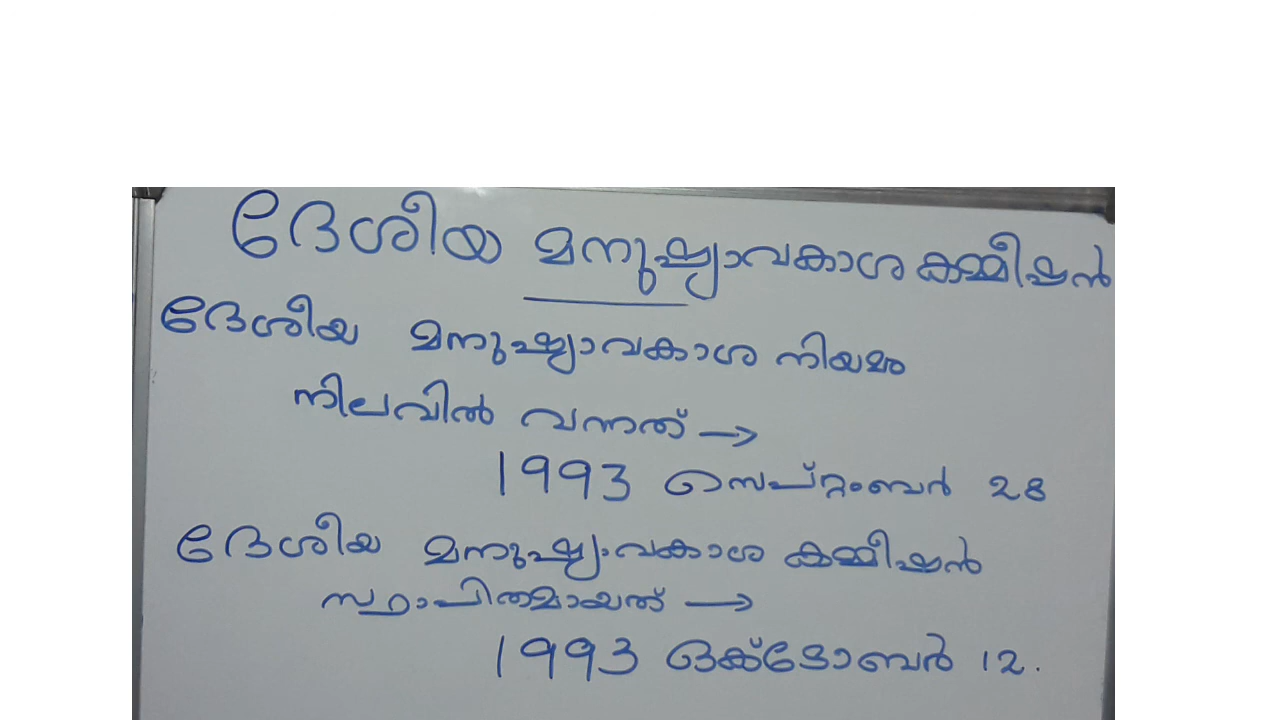 ദേശീയ മനുഷ്യാവകാശ കമ്മീഷൻ
ദേശീയ മനുഷ്യാവകാശ നിയമം
നിലവിൽ വന്നത് →
1993 സെപ്റ്റംബർ 28
ദേശീയ മനുഷ്യാവകാശ കമ്മീഷൻ
സ്ഥാപിതമായത് →
1993 ഒക്ടോബർ 12.